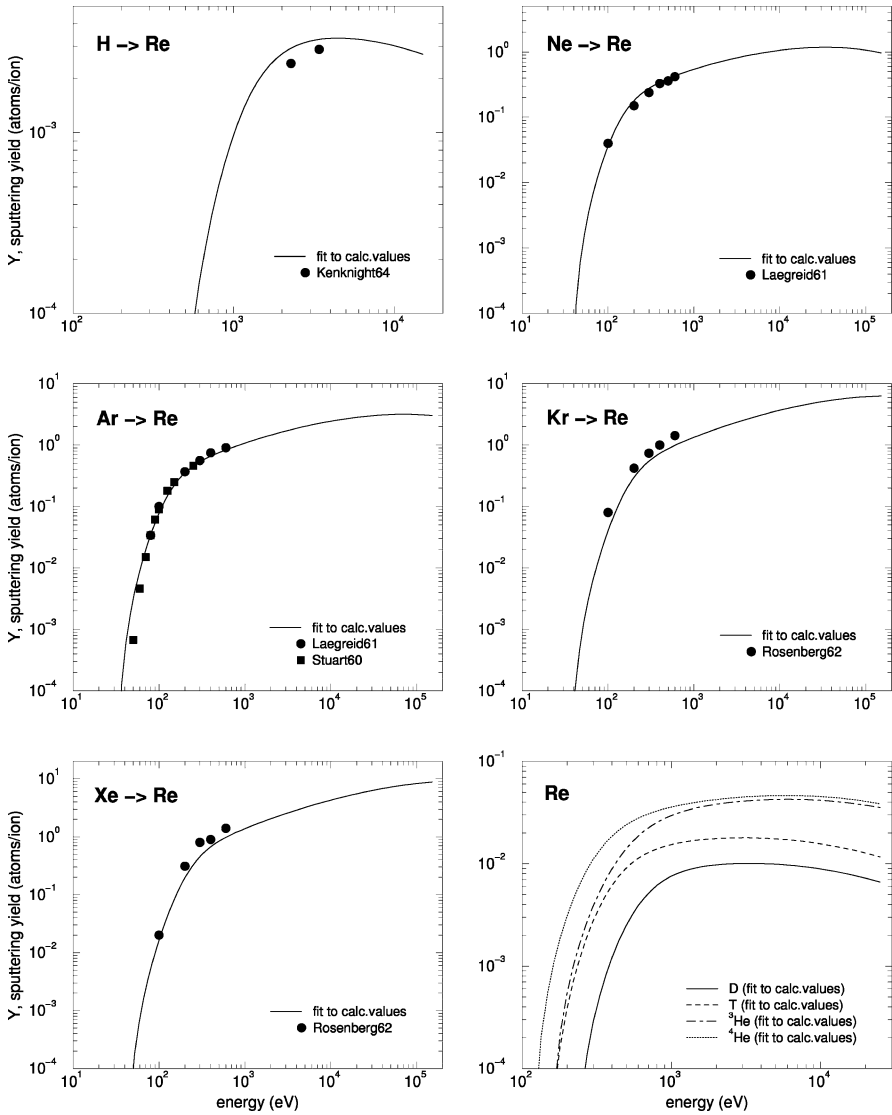 H –> Re
Y, sputtering yield (atoms/ion)
10⁻³
10⁻⁴
fit to calc.values
Kenknight64
10² 10³ 10⁴
Ne –> Re
10⁰
10⁻¹
10⁻²
10⁻³
10⁻⁴
fit to calc.values
Laegreid61
10¹ 10² 10³ 10⁴ 10⁵
Ar –> Re
Y, sputtering yield (atoms/ion)
10¹
10⁰
10⁻¹
10⁻²
10⁻³
10⁻⁴
fit to calc.values
Laegreid61
Stuart60
10¹ 10² 10³ 10⁴ 10⁵
Kr –> Re
10¹
10⁰
10⁻¹
10⁻²
10⁻³
10⁻⁴
fit to calc.values
Rosenberg62
10¹ 10² 10³ 10⁴ 10⁵
Xe –> Re
Y, sputtering yield (atoms/ion)
10¹
10⁰
10⁻¹
10⁻²
10⁻³
10⁻⁴
fit to calc.values
Rosenberg62
10¹ 10² 10³ 10⁴ 10⁵
energy (eV)
Re
10⁻¹
10⁻²
10⁻³
10⁻⁴
D (fit to calc.values)
T (fit to calc.values)
³He (fit to calc.values)
⁴He (fit to calc.values)
10² 10³ 10⁴
energy (eV)